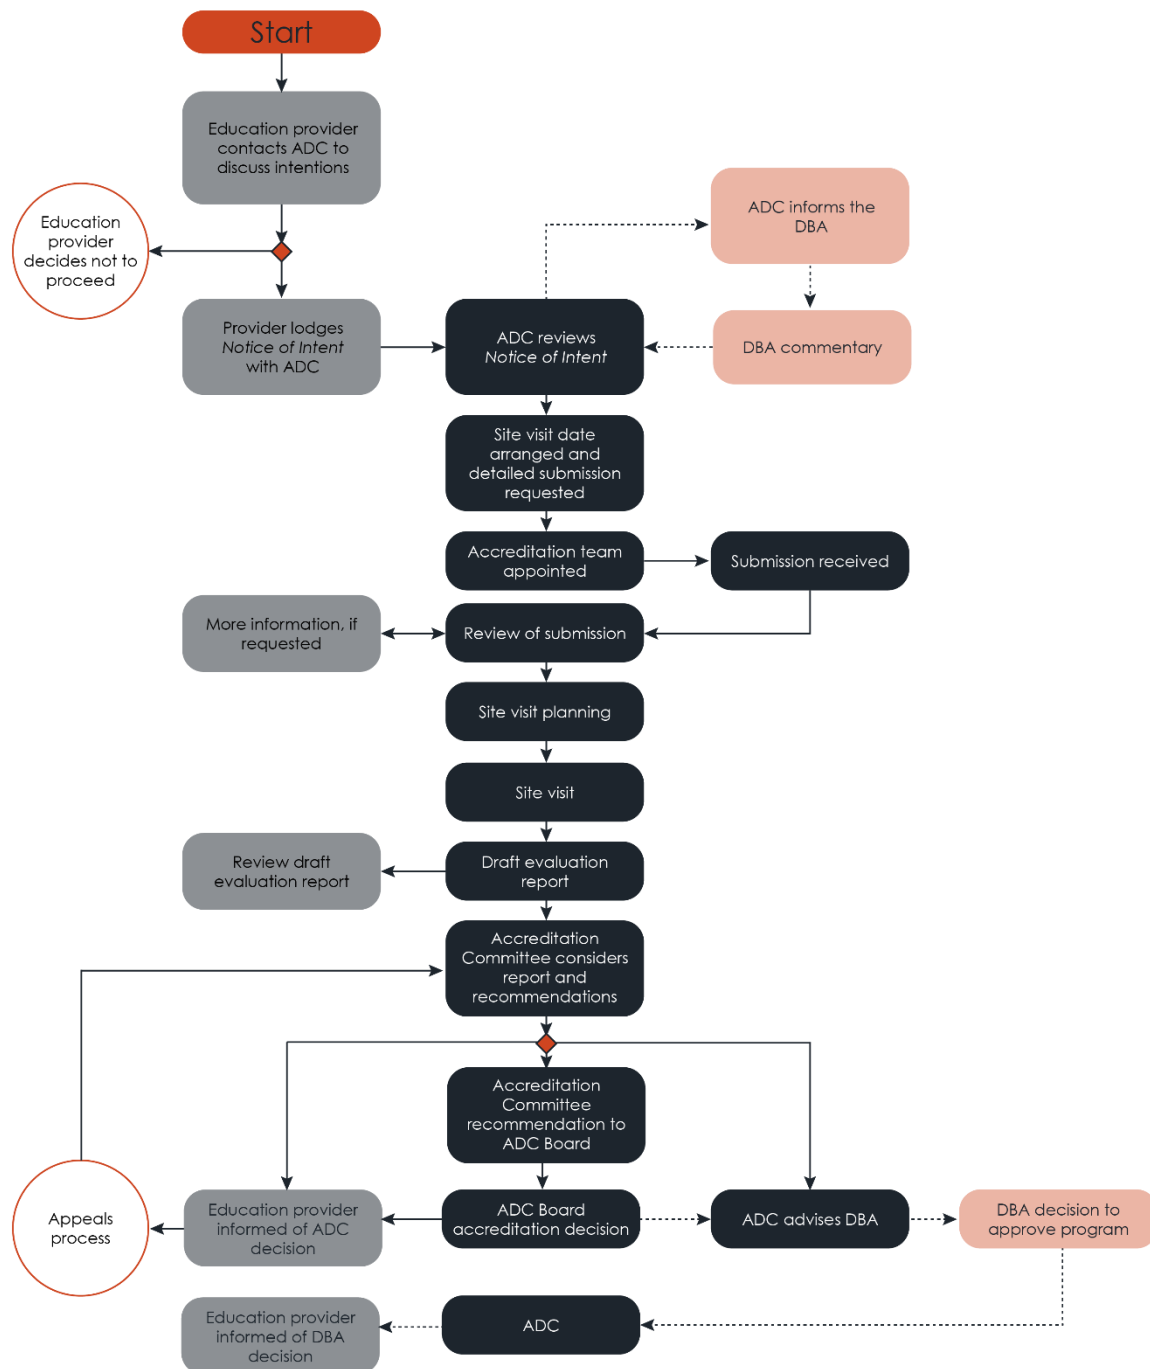 Start
Education provider
contacts ADC to
discuss intentions
Education
provider
decides not to
proceed
ADC informs the
DBA
Provider lodges
Notice of Intent
with ADC
ADC reviews
Notice of Intent
DBA commentary
Site visit date
arranged and
detailed submission
requested
Accreditation team
appointed
Submission received
More information, if
requested
Review of submission
Site visit planning
Site visit
Review draft
evaluation report
Draft evaluation
report
Accreditation
Committee considers
report and
recommendations
Accreditation
Committee
recommendation to
ADC Board
Appeals
process
Education provider
informed of ADC
decision
ADC Board
accreditation decision
ADC advises DBA
DBA decision to
approve program
Education provider
informed of DBA
decision
ADC